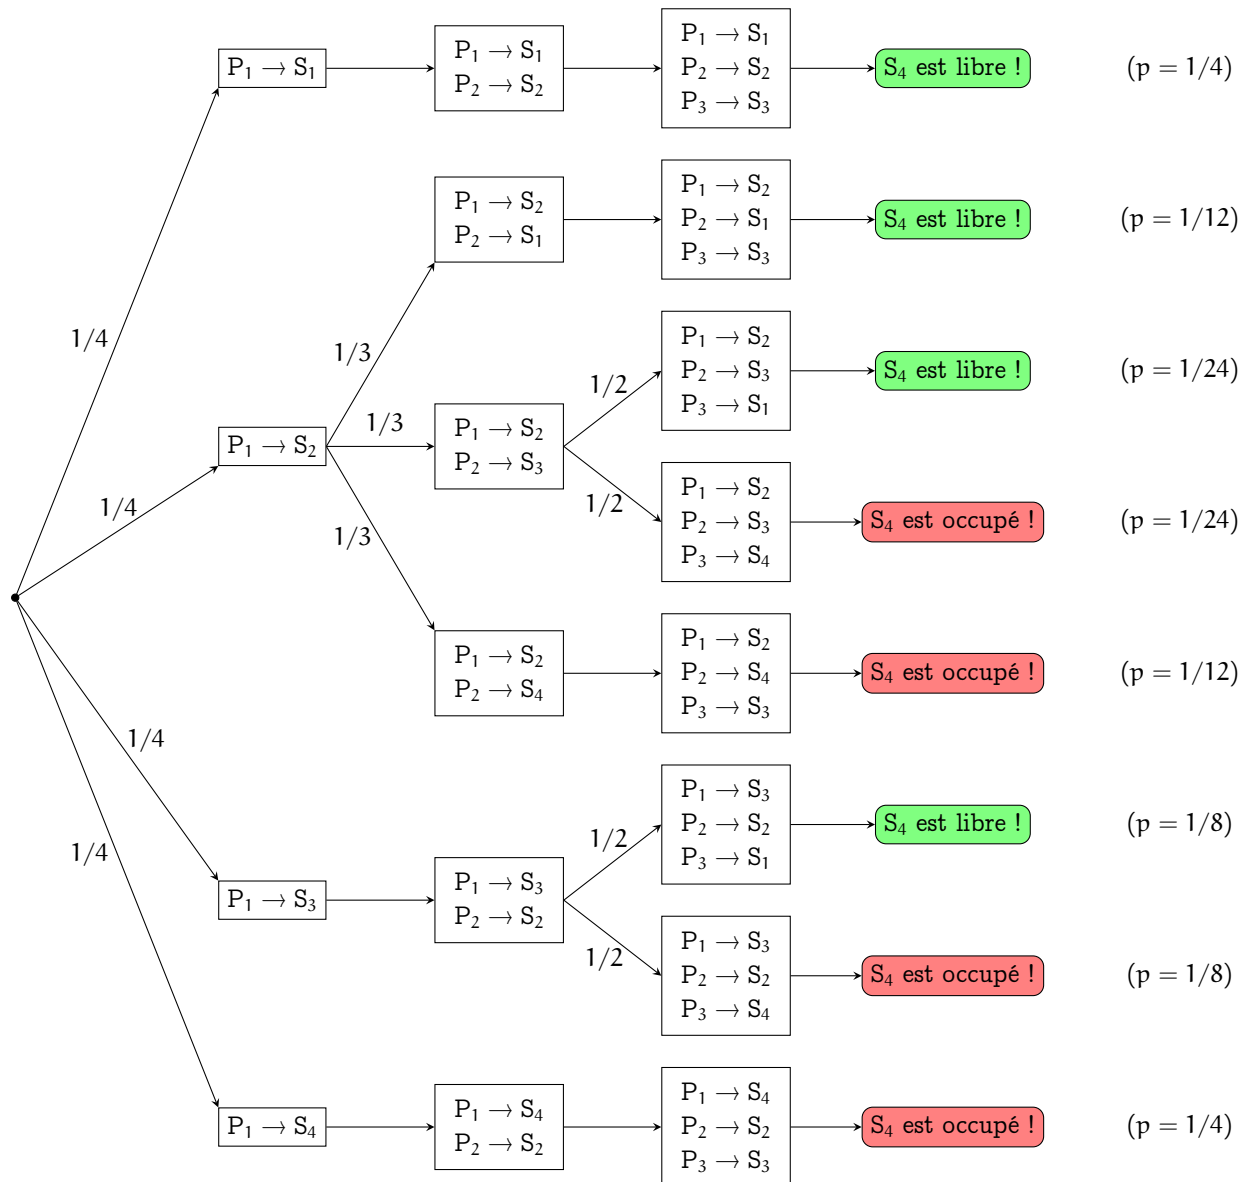 P₁ → S₁
P₁ → S₁
P₂ → S₂
P₁ → S₁
P₂ → S₂
P₃ → S₃
S₄ est libre !
(p = 1/4)
P₁ → S₂
P₂ → S₁
P₁ → S₂
P₂ → S₁
P₃ → S₃
S₄ est libre !
(p = 1/12)
1/4
1/3
P₁ → S₂
P₂ → S₃
P₃ → S₁
S₄ est libre !
(p = 1/24)
1/2
P₁ → S₂
1/3
P₁ → S₂
P₂ → S₃
1/2
P₁ → S₂
P₂ → S₃
P₃ → S₄
S₄ est occupé !
(p = 1/24)
1/4
1/3
P₁ → S₂
P₂ → S₄
P₁ → S₂
P₂ → S₄
P₃ → S₃
S₄ est occupé !
(p = 1/12)
1/4
1/4
1/2
P₁ → S₃
P₂ → S₂
P₃ → S₁
S₄ est libre !
(p = 1/8)
P₁ → S₃
P₁ → S₃
P₂ → S₂
1/2
P₁ → S₃
P₂ → S₂
P₃ → S₄
S₄ est occupé !
(p = 1/8)
P₁ → S₄
P₁ → S₄
P₂ → S₂
P₁ → S₄
P₂ → S₂
P₃ → S₃
S₄ est occupé !
(p = 1/4)